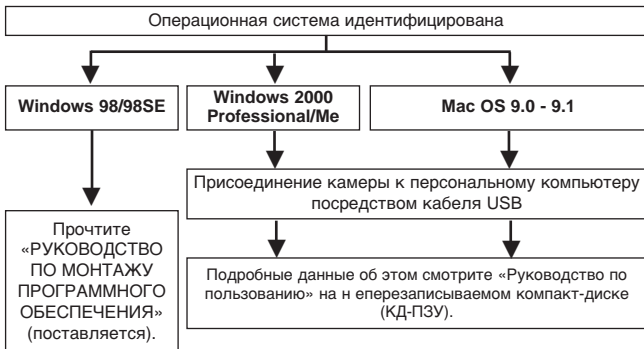 Операционная система идентифицирована
Windows 98/98SE
Windows 2000
Professional/Me
Mac OS 9.0 - 9.1
Присоединение камеры к персональному компьютеру
посредством кабеля USB
Прочтите
«РУКОВОДСТВО
ПО МОНТАЖУ
ПРОГРАММНОГО
ОБЕСПЕЧЕНИЯ»
(поставляется).
Подробные данные об этом смотрите «Руководство по
пользованию» на н еперезаписываемом компакт-диске
(КД-ПЗУ).